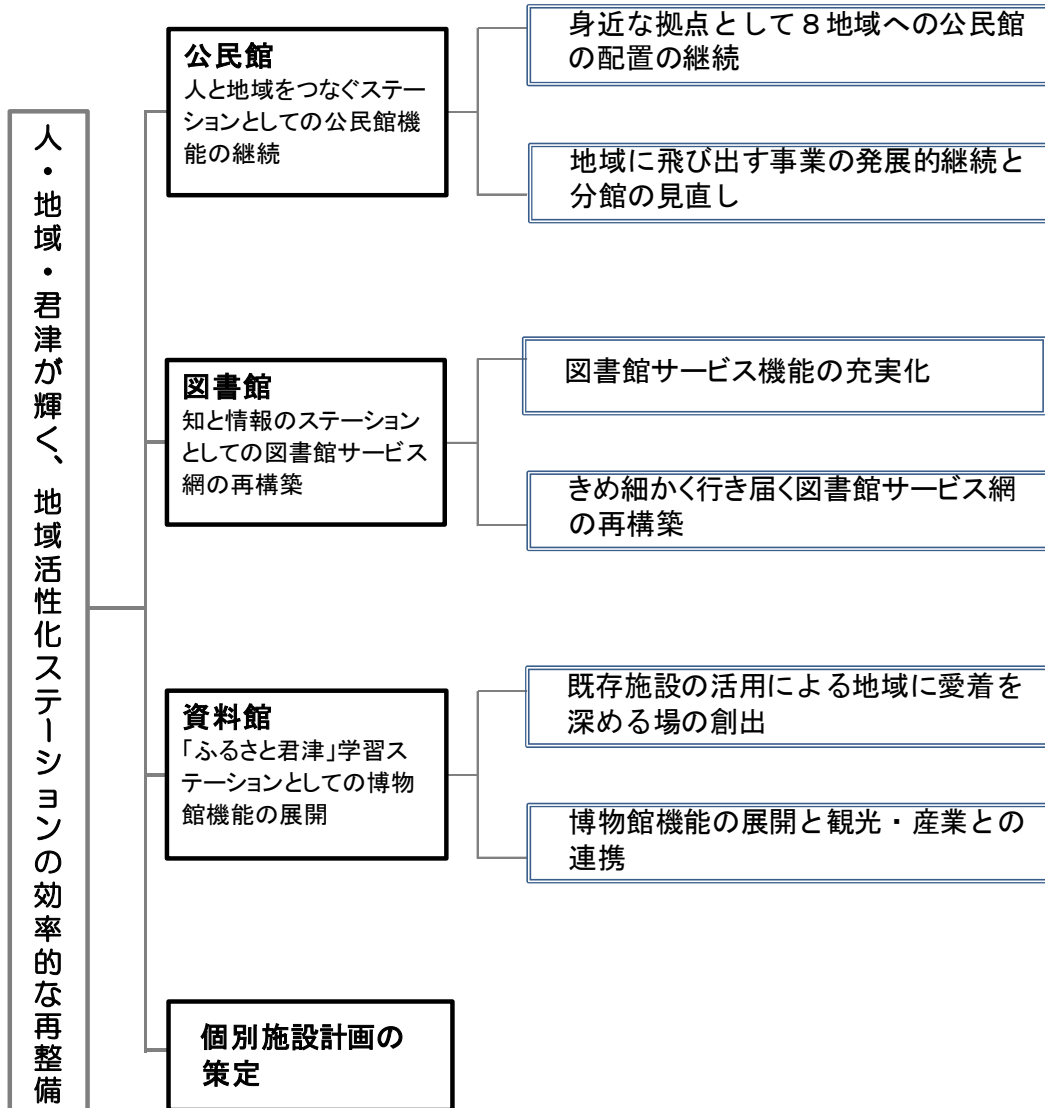 人・地域・君津が輝く、地域活性化ステーションの効率的な再整備
公民館
人と地域をつなぐステー
ションとしての公民館機
能の継続
身近な拠点として８地域への公民館
の配置の継続
地域に飛び出す事業の発展的継続と
分館の見直し
図書館
知と情報のステーション
としての図書館サービス
網の再構築
図書館サービス機能の充実化
きめ細かく行き届く図書館サービス網
の再構築
資料館
「ふるさと君津」学習ス
テーションとしての博物
館機能の展開
既存施設の活用による地域に愛着を
深める場の創出
博物館機能の展開と観光・産業との
連携
個別施設計画の
策定